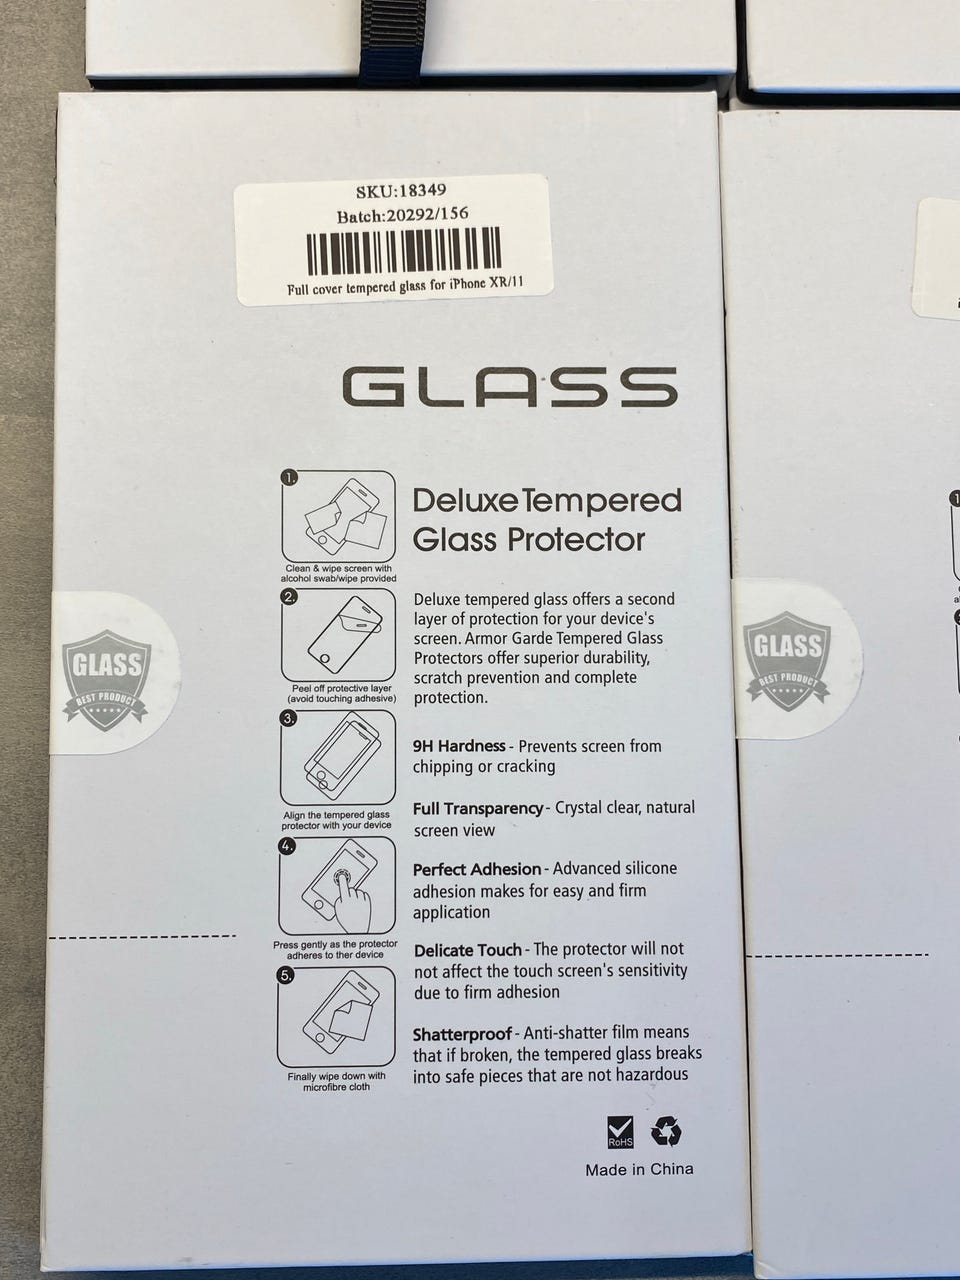 SKU:18349
Batch:20292/156
Full cover tempered glass for iPhone XR/11
GLASS
1.
Clean & wipe screen with
alcohol swab/wipe provided
2.
Peel off protective layer
(avoid touching adhesive)
3.
Align the tempered glass
protector with your device
4.
Press gently as the protector
adheres to ther device
5.
Finally wipe down with
microfibre cloth
Deluxe Tempered
Glass Protector
Deluxe tempered glass offers a second
layer of protection for your device's
screen. Armor Garde Tempered Glass
Protectors offer superior durability,
scratch prevention and complete
protection.
9H Hardness - Prevents screen from
chipping or cracking
Full Transparency - Crystal clear, natural
screen view
Perfect Adhesion - Advanced silicone
adhesion makes for easy and firm
application
Delicate Touch - The protector will not
not affect the touch screen's sensitivity
due to firm adhesion
Shatterproof - Anti-shatter film means
that if broken, the tempered glass breaks
into safe pieces that are not hazardous
RoHS
Made in China
GLASS
BEST PRODUCT
GLASS
BEST PRODUCT